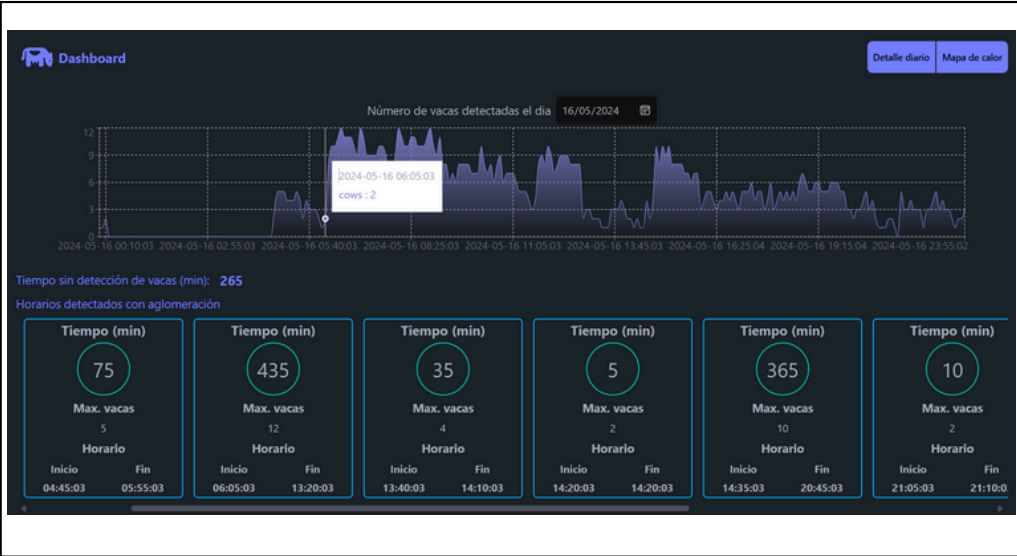 Dashboard
Detalle diario Mapa de calor
Número de vacas detectadas el dia 16/05/2024
12
9
6
3
0
2024-05-16 06:05:03
cows : 2
2024-05-16 00:10:03 2024-05-16 02:55:03 2024-05-16 05:40:03 2024-05-16 08:25:03 2024-05-16 11:05:03 2024-05-16 13:45:03 2024-05-16 16:25:04 2024-05-16 19:15:04 2024-05-16 23:55:02
Tiempo sin detección de vacas (min): 265
Horarios detectados con aglomeración
Tiempo (min) Tiempo (min) Tiempo (min) Tiempo (min) Tiempo (min) Tiempo (min)
75 435 35 5 365 10
Max. vacas Max. vacas Max. vacas Max. vacas Max. vacas Max. vacas
5 12 4 2 10 2
Horario Horario Horario Horario Horario Horario
Inicio Fin Inicio Fin Inicio Fin Inicio Fin Inicio Fin Inicio Fin
04:45:03 05:55:03 06:05:03 13:20:03 13:40:03 14:10:03 14:20:03 14:20:03 14:35:03 20:45:03 21:05:03 21:10:0